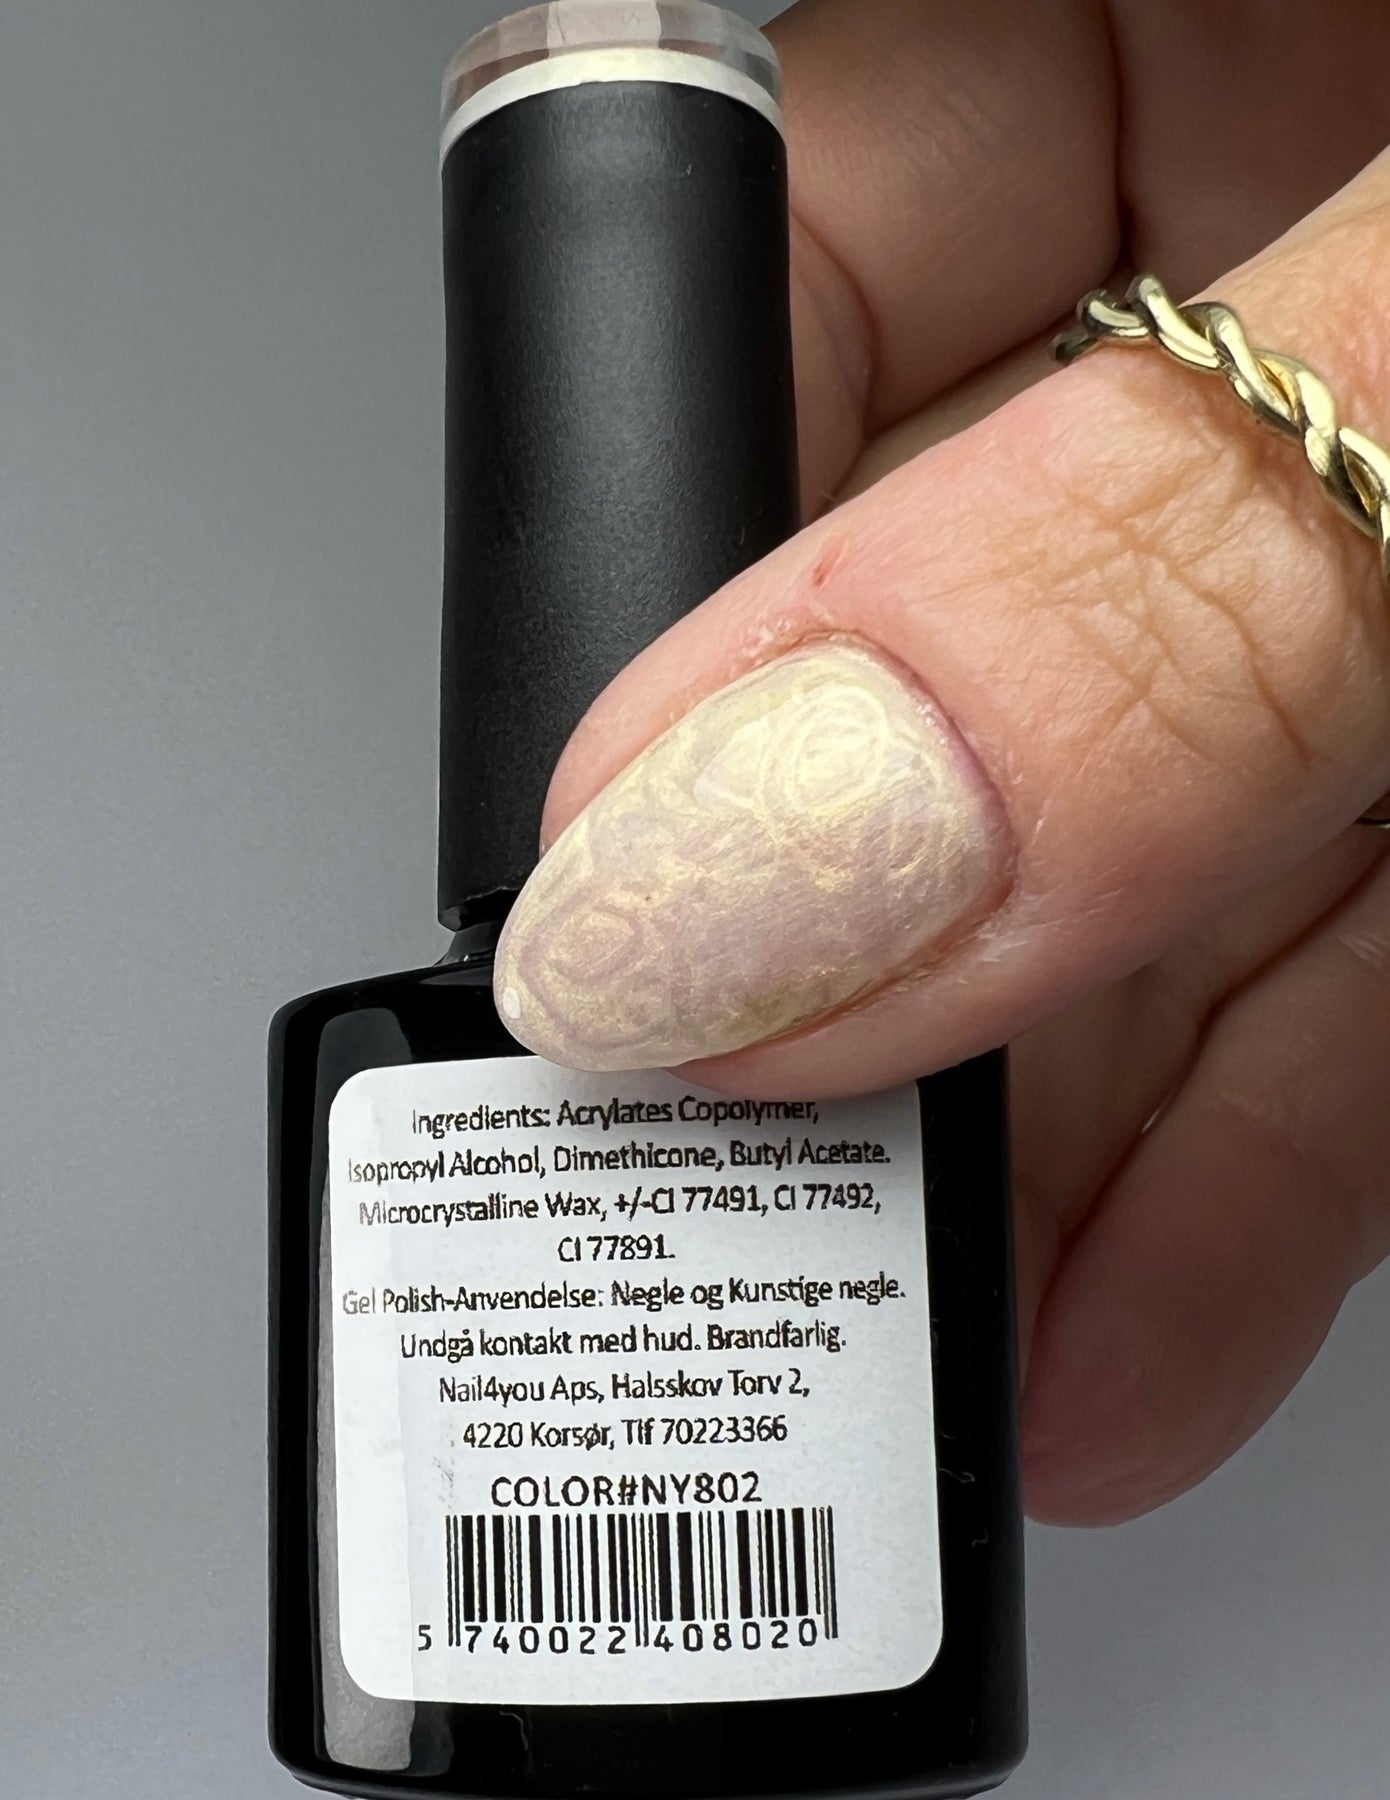 Ingredients: Acrylates Copolymer,
Isopropyl Alcohol, Dimethicone, Butyl Acetate.
Microcrystalline Wax, +/-CI 77491, CI 77492,
CI 77891.
Gel Polish-Anvendelse: Negle og Kunstige negle.
Undgå kontakt med hud. Brandfarlig.
Nail4you Aps, Halsskov Torv 2,
4220 Korsør, Tlf 70223366
COLOR#NY802
5 740022 408020